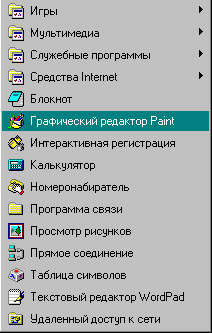 Игры
Мультимедиа
Служебные программы
Средства Internet
Блокнот
Графический редактор Paint
Интерактивная регистрация
Калькулятор
Номеронабиратель
Программа связи
Просмотр рисунков
Прямое соединение
Таблица символов
Текстовый редактор WordPad
Удаленный доступ к сети